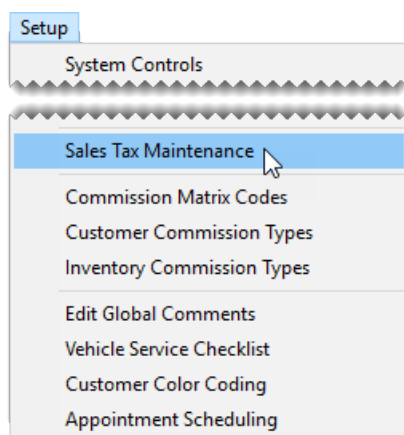 Setup
System Controls
Sales Tax Maintenance
Commission Matrix Codes
Customer Commission Types
Inventory Commission Types
Edit Global Comments
Vehicle Service Checklist
Customer Color Coding
Appointment Scheduling